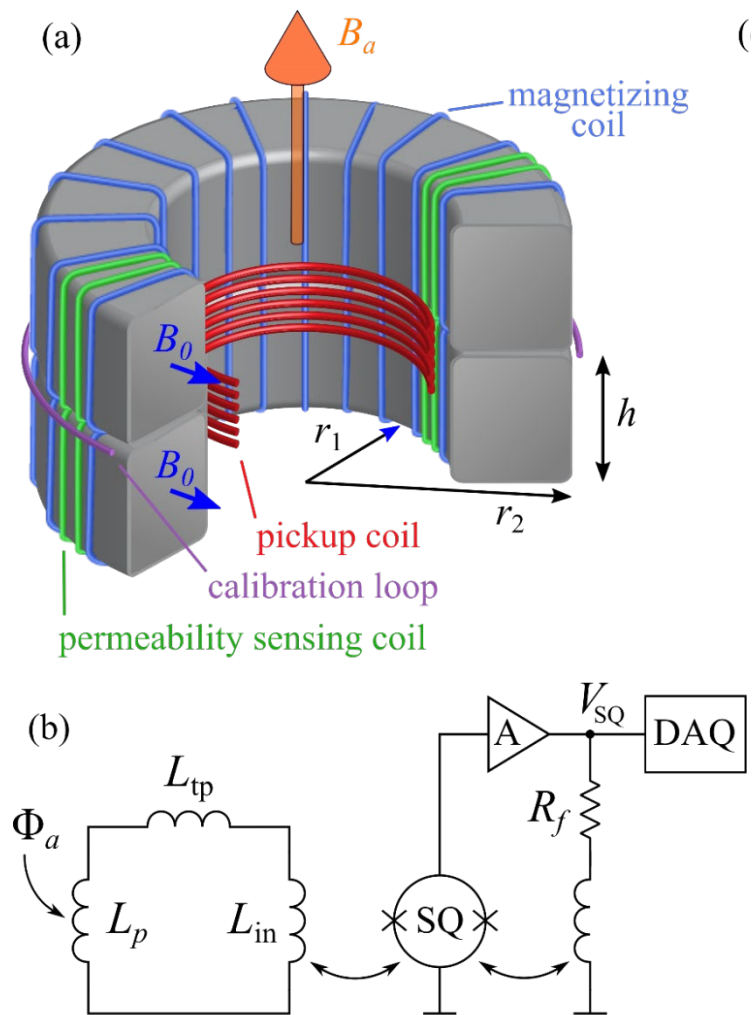 (a)
B_a
(
magnetizing
coil
B_0
B_0
r_1
h
r_2
pickup coil
calibration loop
permeability sensing coil
(b)
L_tp
Φ_a
L_p
L_in
A
V_SQ
DAQ
R_f
SQ